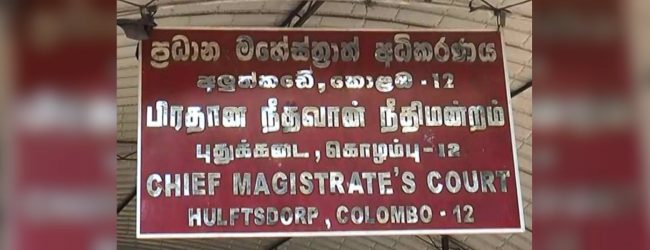 ප්‍රධාන මහේස්ත්‍රාත් අධිකරණය
අලුත්කඩේ, කොළඹ - 12
பிரதான நீதவான் நீதிமன்றம்
புதுக்கடை, கொழம்பு - 12
CHIEF MAGISTRATE'S COURT
HULFTSDORP, COLOMBO - 12